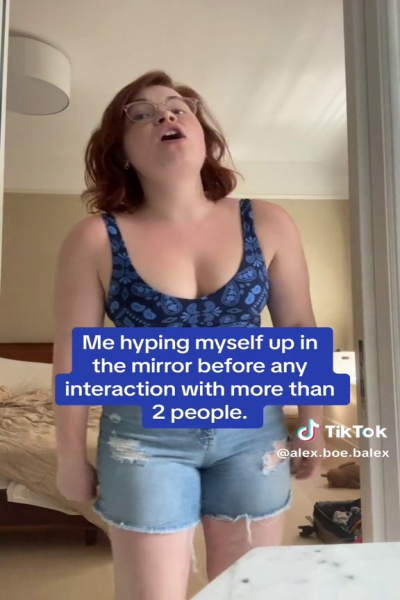 Me hyping myself up in
the mirror before any
interaction with more than
2 people.
TikTok
@alex.boe.balex